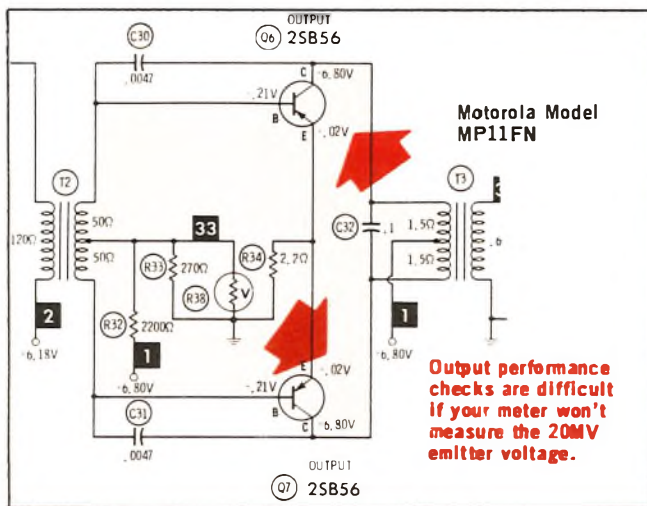 OUTPUT
Q6 2SB56
C30
.0047
C
-6.80V
-.21V
B
E
-.02V
Motorola Model
MP11FN
T2
T3
120Ω
50Ω
50Ω
33
R33
270Ω
R34
2.2Ω
C32
.1
1.5Ω
1.5Ω
.6
R38
V
R32
2200Ω
2
-6.18V
1
-6.80V
1
-6.80V
E
-.02V
-.21V
B
C
-6.80V
C31
.0047
Output performance
checks are difficult
if your meter won't
measure the 20MV
emitter voltage.
OUTPUT
Q7 2SB56